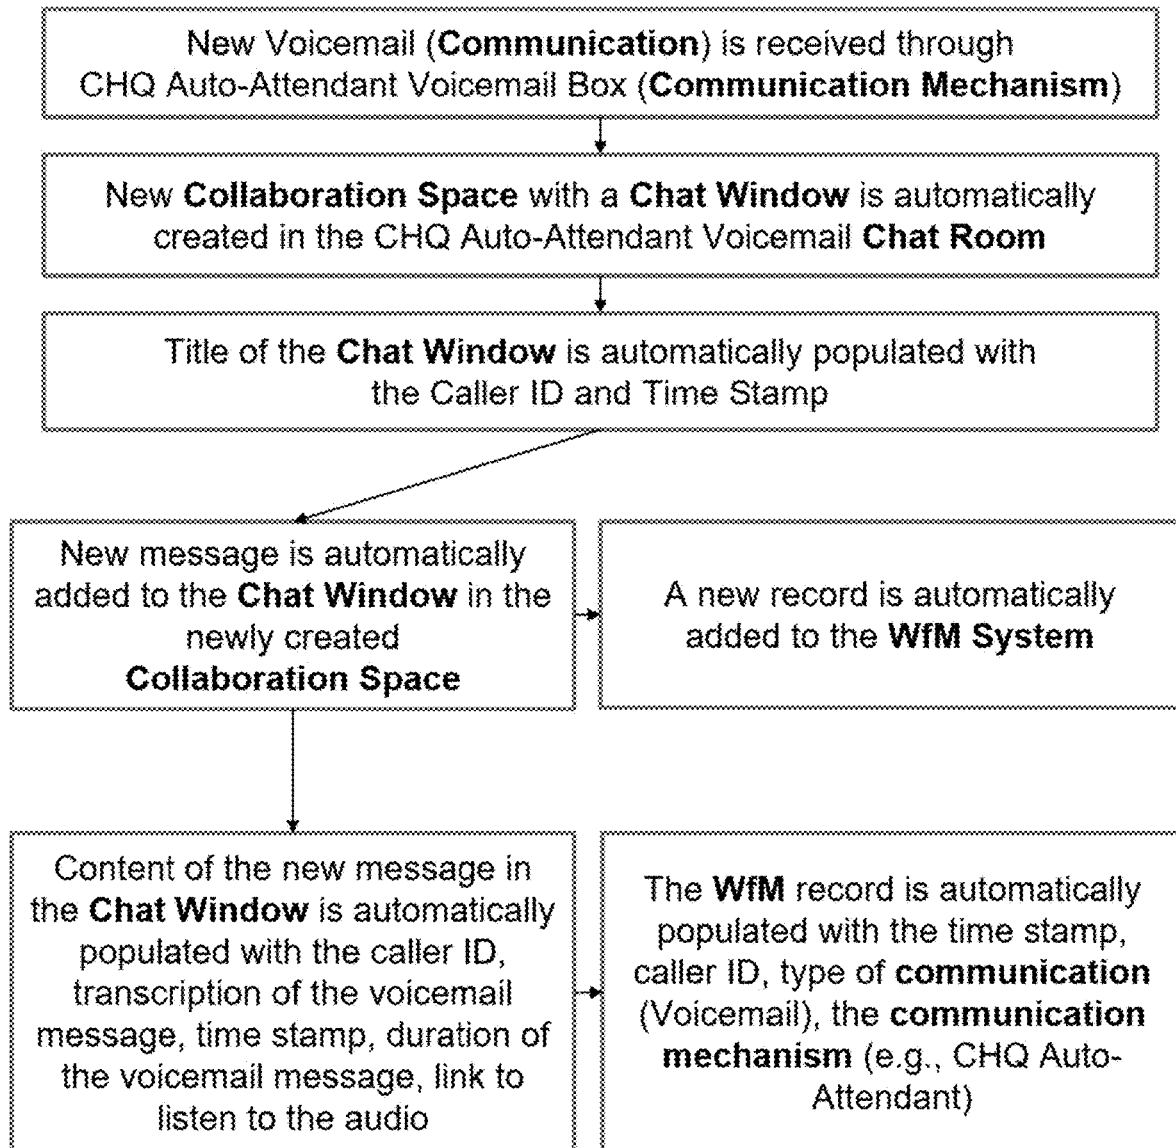 New Voicemail (Communication) is received through
CHQ Auto-Attendant Voicemail Box (Communication Mechanism)
New Collaboration Space with a Chat Window is automatically
created in the CHQ Auto-Attendant Voicemail Chat Room
Title of the Chat Window is automatically populated with
the Caller ID and Time Stamp
New message is automatically
added to the Chat Window in the
newly created
Collaboration Space
A new record is automatically
added to the WfM System
Content of the new message in
the Chat Window is automatically
populated with the caller ID,
transcription of the voicemail
message, time stamp, duration of
the voicemail message, link to
listen to the audio
The WfM record is automatically
populated with the time stamp,
caller ID, type of communication
(Voicemail), the communication
mechanism (e.g., CHQ Auto-
Attendant)